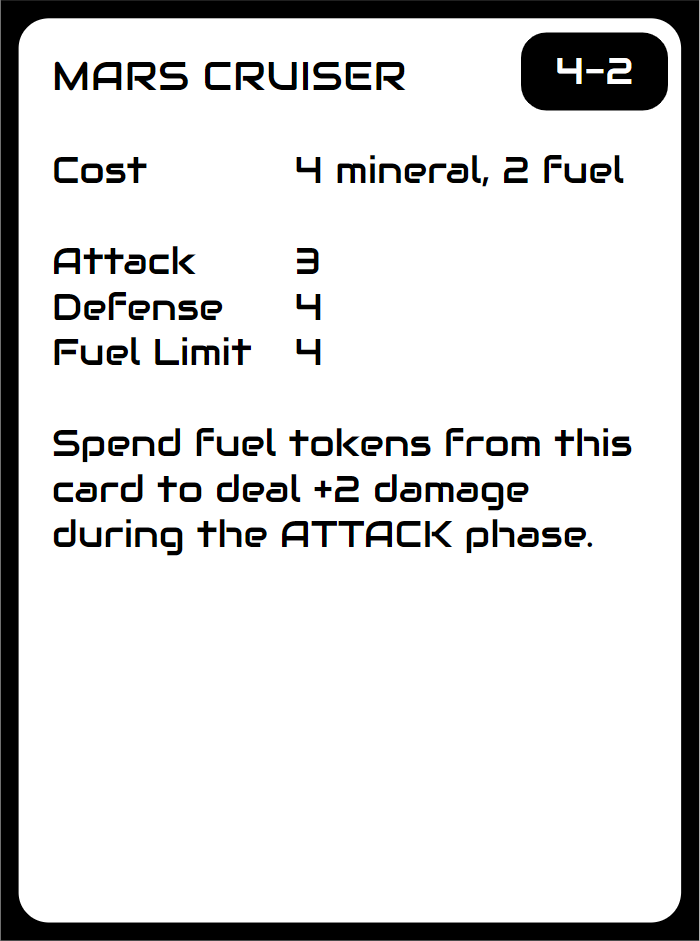 MARS CRUISER 4-2
Cost 4 mineral, 2 fuel
Attack 3
Defense 4
Fuel Limit 4
Spend fuel tokens from this
card to deal +2 damage
during the ATTACK phase.